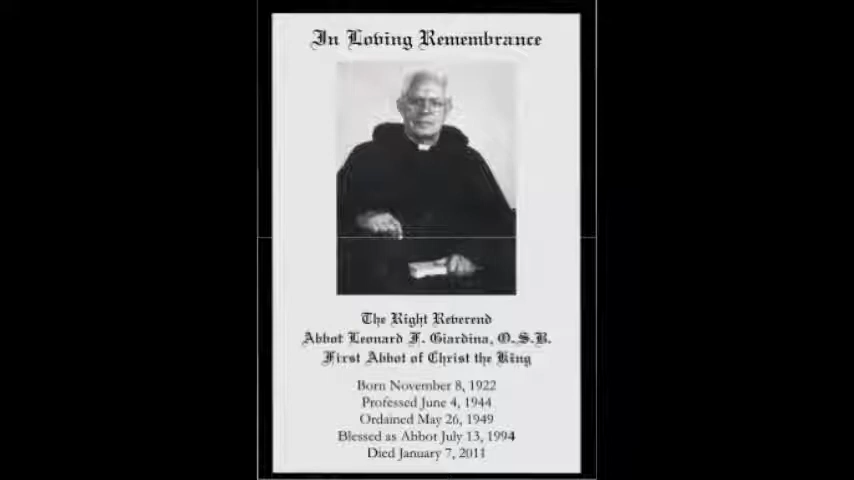 In Loving Remembrance
The Right Reverend
Abbot Leonard F. Giardina, O.S.B.
First Abbot of Christ the King
Born November 8, 1922
Professed June 4, 1944
Ordained May 26, 1949
Blessed as Abbot July 13, 1994
Died January 7, 2011